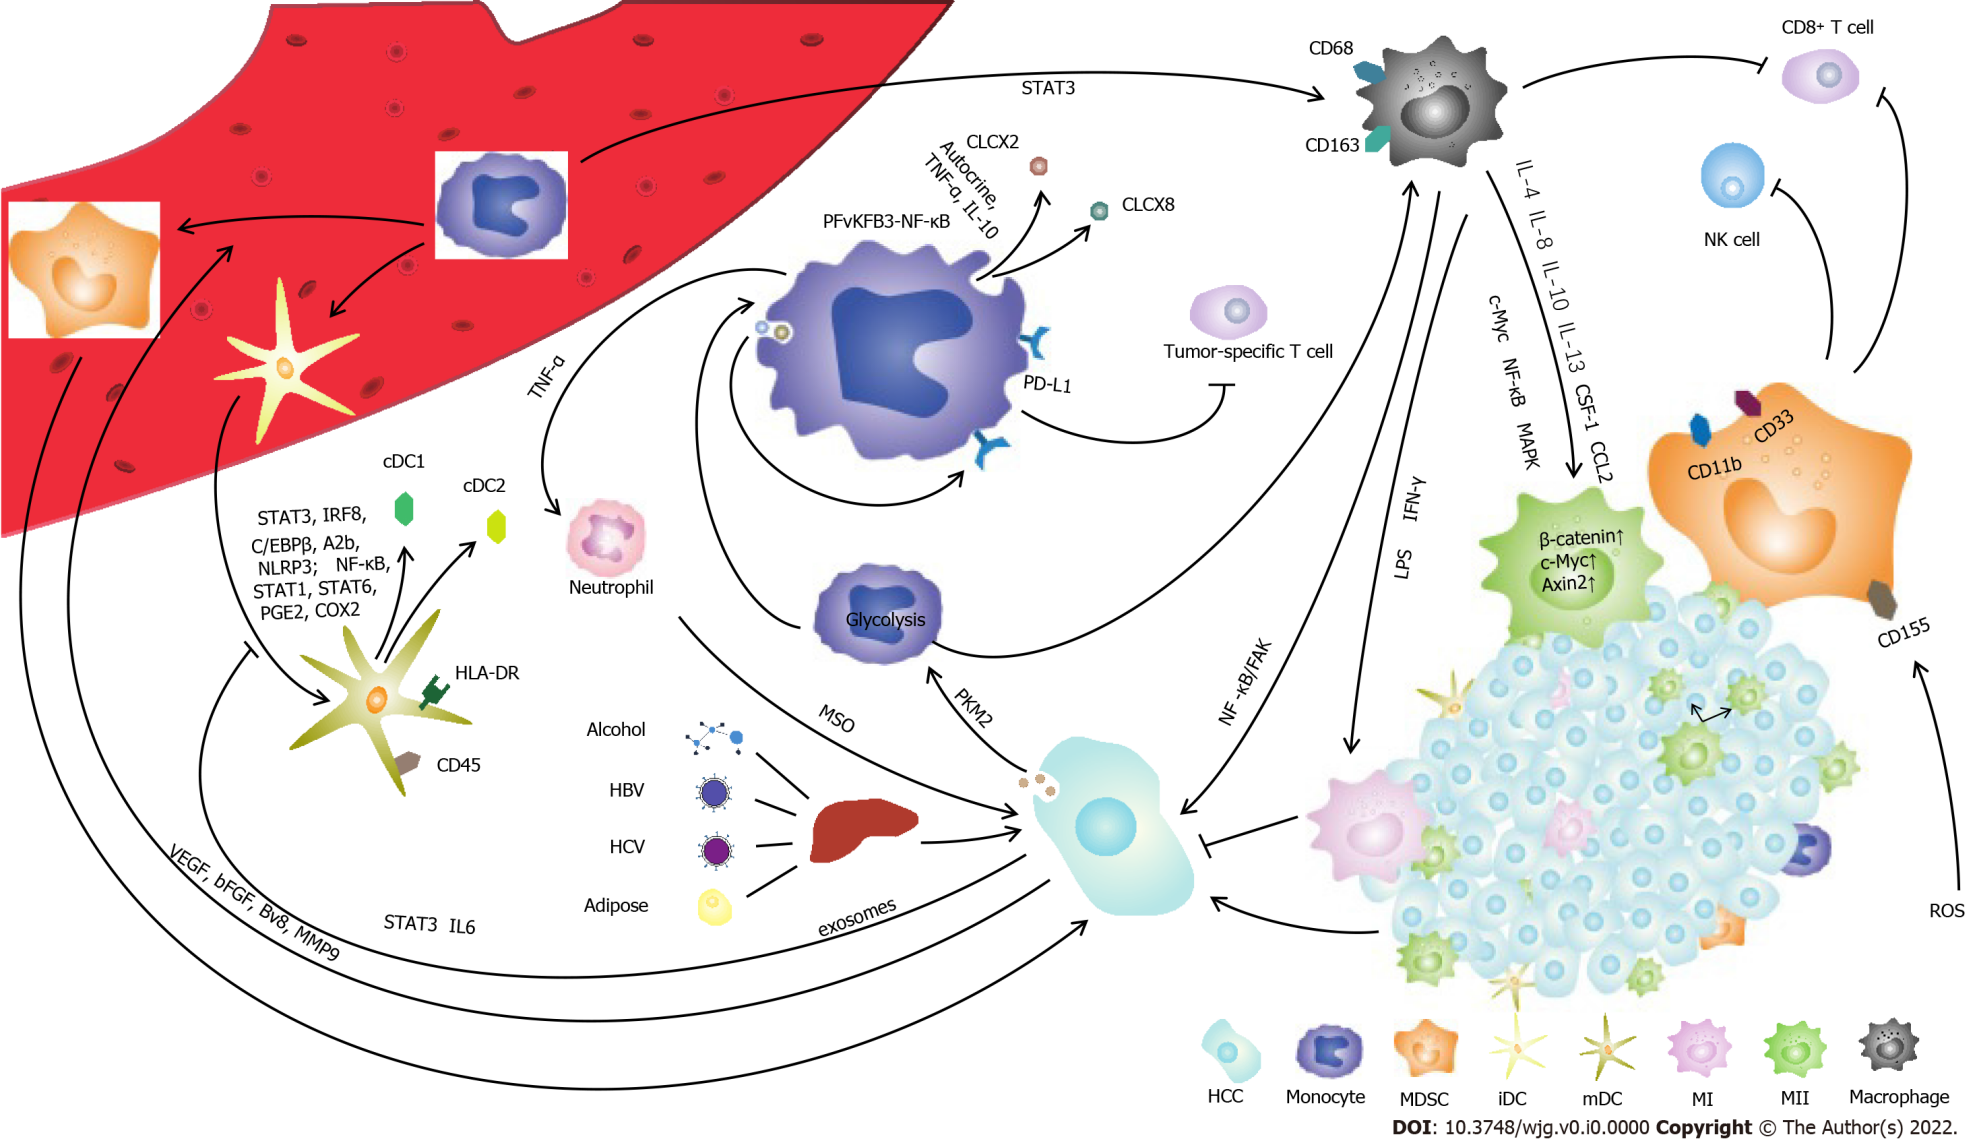 CD8+ T cell
CD68
STAT3
CLCX2
CD163
Autocrine,
TNF-α, IL-10
CLCX8
PFvKFB3-NF-κB
NK cell
IL-4 IL-8 IL-10 IL-13 CSF-1 CCL2
c-Myc NF-κB MAPK
Tumor-specific T cell
TNF-α
PD-L1
CD33
CD11b
cDC1
cDC2
STAT3, IRF8,
C/EBPβ, A2b,
NLRP3; NF-κB,
STAT1, STAT6,
PGE2, COX2
LPS IFN-γ
β-catenin↑
c-Myc↑
Axin2↑
Neutrophil
Glycolysis
CD155
HLA-DR
NF-κB/FAK
PKM2
MSO
Alcohol
CD45
HBV
HCV
Adipose
exosomes
ROS
VEGF, bFGF, Bv8, MMP9
STAT3 IL6
HCC
Monocyte
MDSC
iDC
mDC
MI
MII
Macrophage
DOI: 10.3748/wjg.v0.i0.0000 Copyright © The Author(s) 2022.